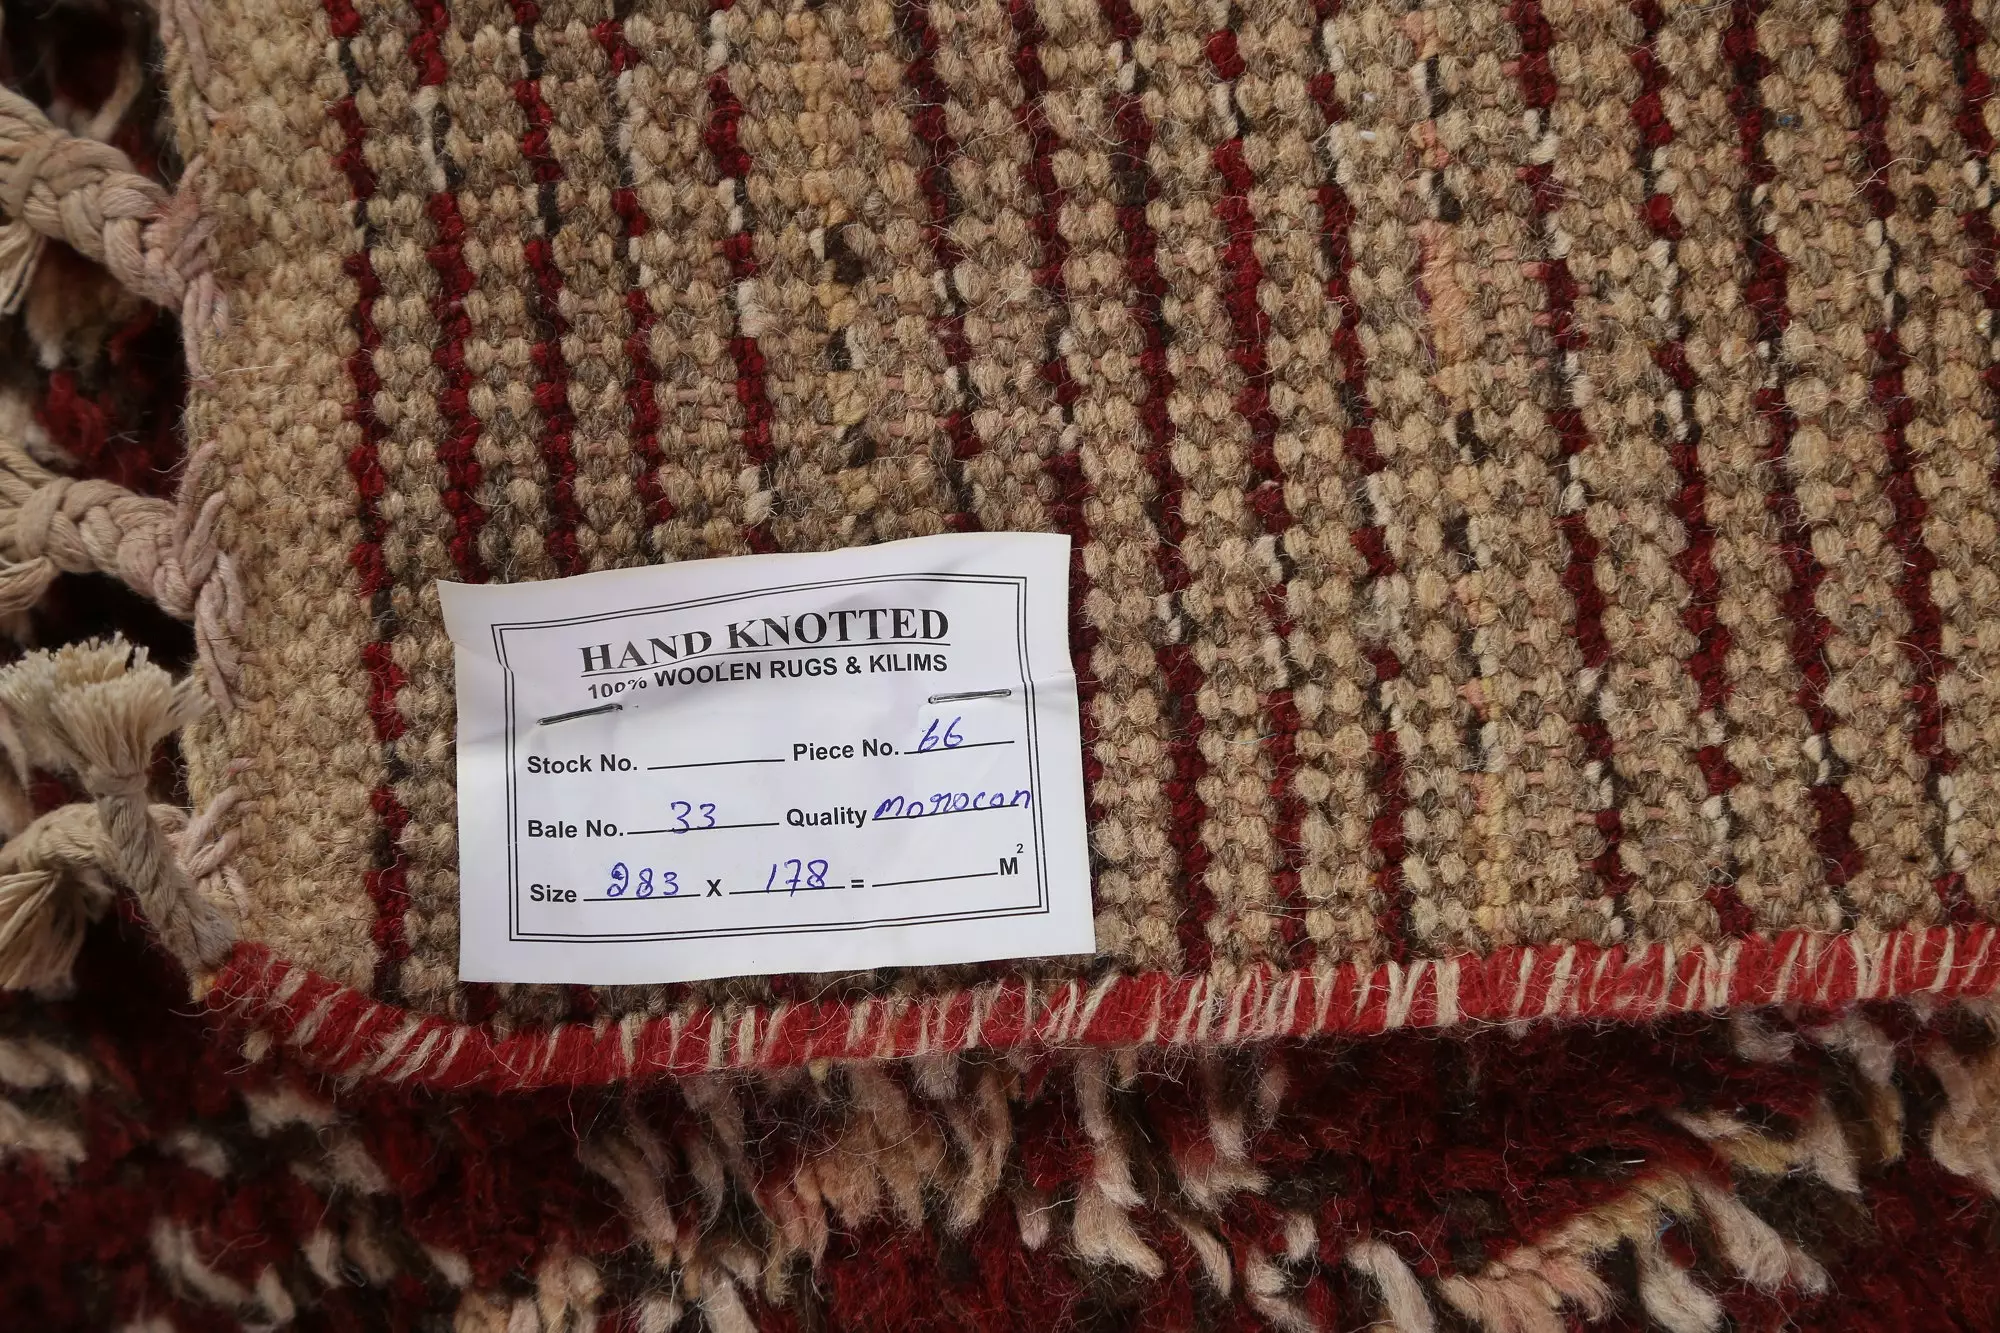 HAND KNOTTED
100% WOOLEN RUGS & KILIMS
Stock No. Piece No. 66
Bale No. 33 Quality Morocan
Size 283 X 178 = M²